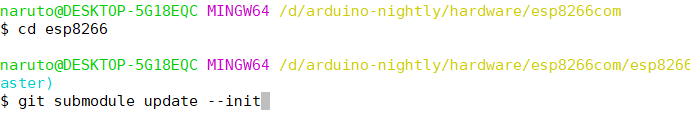 naruto@DESKTOP-5G18EQC MINGW64 /d/arduino-nightly/hardware/esp8266com
$ cd esp8266
naruto@DESKTOP-5G18EQC MINGW64 /d/arduino-nightly/hardware/esp8266com/esp8266
aster)
$ git submodule update --init